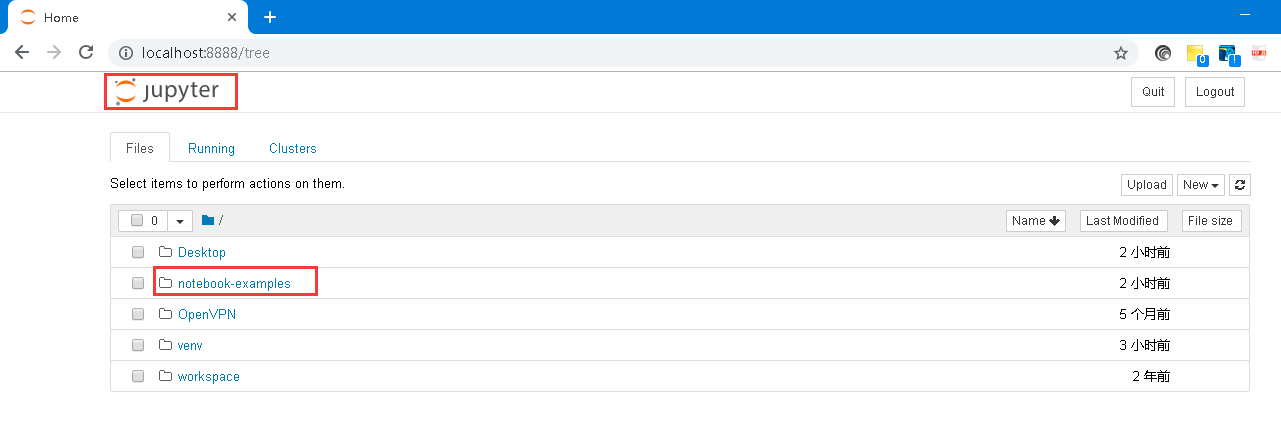 Home
localhost:8888/tree
0 !
jupyter Quit Logout
Files Running Clusters
Select items to perform actions on them. Upload New
0 / Name Last Modified File size
Desktop 2 小时前
notebook-examples 2 小时前
OpenVPN 5 个月前
venv 3 小时前
workspace 2 年前